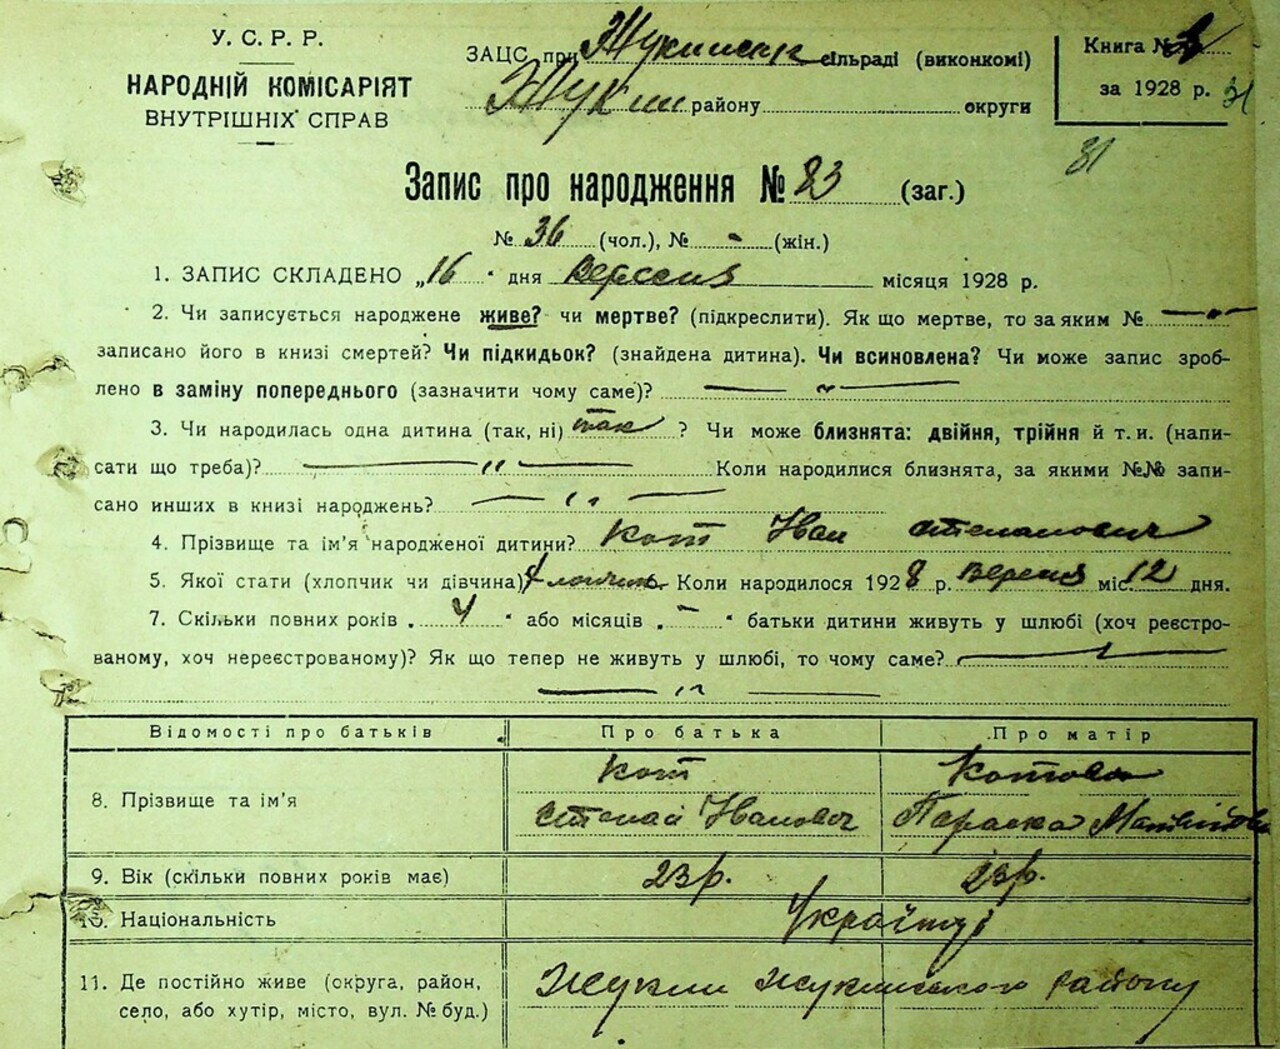 У. С. Р. Р.
НАРОДНІЙ КОМІСАРІЯТ
ВНУТРІШНІХ СПРАВ
ЗАЦС при Жукинськ сільраді (виконкомі)
Жукин району округи
Книга №
за 1928 р. 31
31
Запис про народження № 83 (заг.)
№ 36 (чол.), № - (жін.)
1. ЗАПИС СКЛАДЕНО „16" дня Вересня місяця 1928 р.
2. Чи записується народжене живе? чи мертве? (підкреслити). Як що мертве, то за яким № — " —
записано його в книзі смертей? Чи підкидьок? (знайдена дитина). Чи всиновлена? Чи може запис зроб-
лено в заміну попереднього (зазначити чому саме)? — " —
3. Чи народилась одна дитина (так, ні) так ? Чи може близнята: двійня, трійня й т. и. (напи-
сати що треба)? — " — Коли народилися близнята, за якими №№ запи-
сано инших в книзі народжень? — " —
4. Прізвище та ім'я народженої дитини? Кот Іван Степанович
5. Якої стати (хлопчик чи дівчина) Хлопчик. Коли народилося 1928 р. Вересня міс. 12 дня.
7. Скільки повних років „ 4 " або місяців „ - " батьки дитини живуть у шлюбі (хоч реєстро-
ваному, хоч нереєстрованому)? Як що тепер не живуть у шлюбі, то чому саме? —
— " —
Відомості про батьків Про батька Про матір
8. Прізвище та ім'я Кот Котова
Степан Іванович Параска Матвіївна
9. Вік (скільки повних років має) 23 р. 23 р.
10. Національність Українці
11. Де постійно живе (округа, район, Жукин Жукинського району
село, або хутір, місто, вул. № буд.)